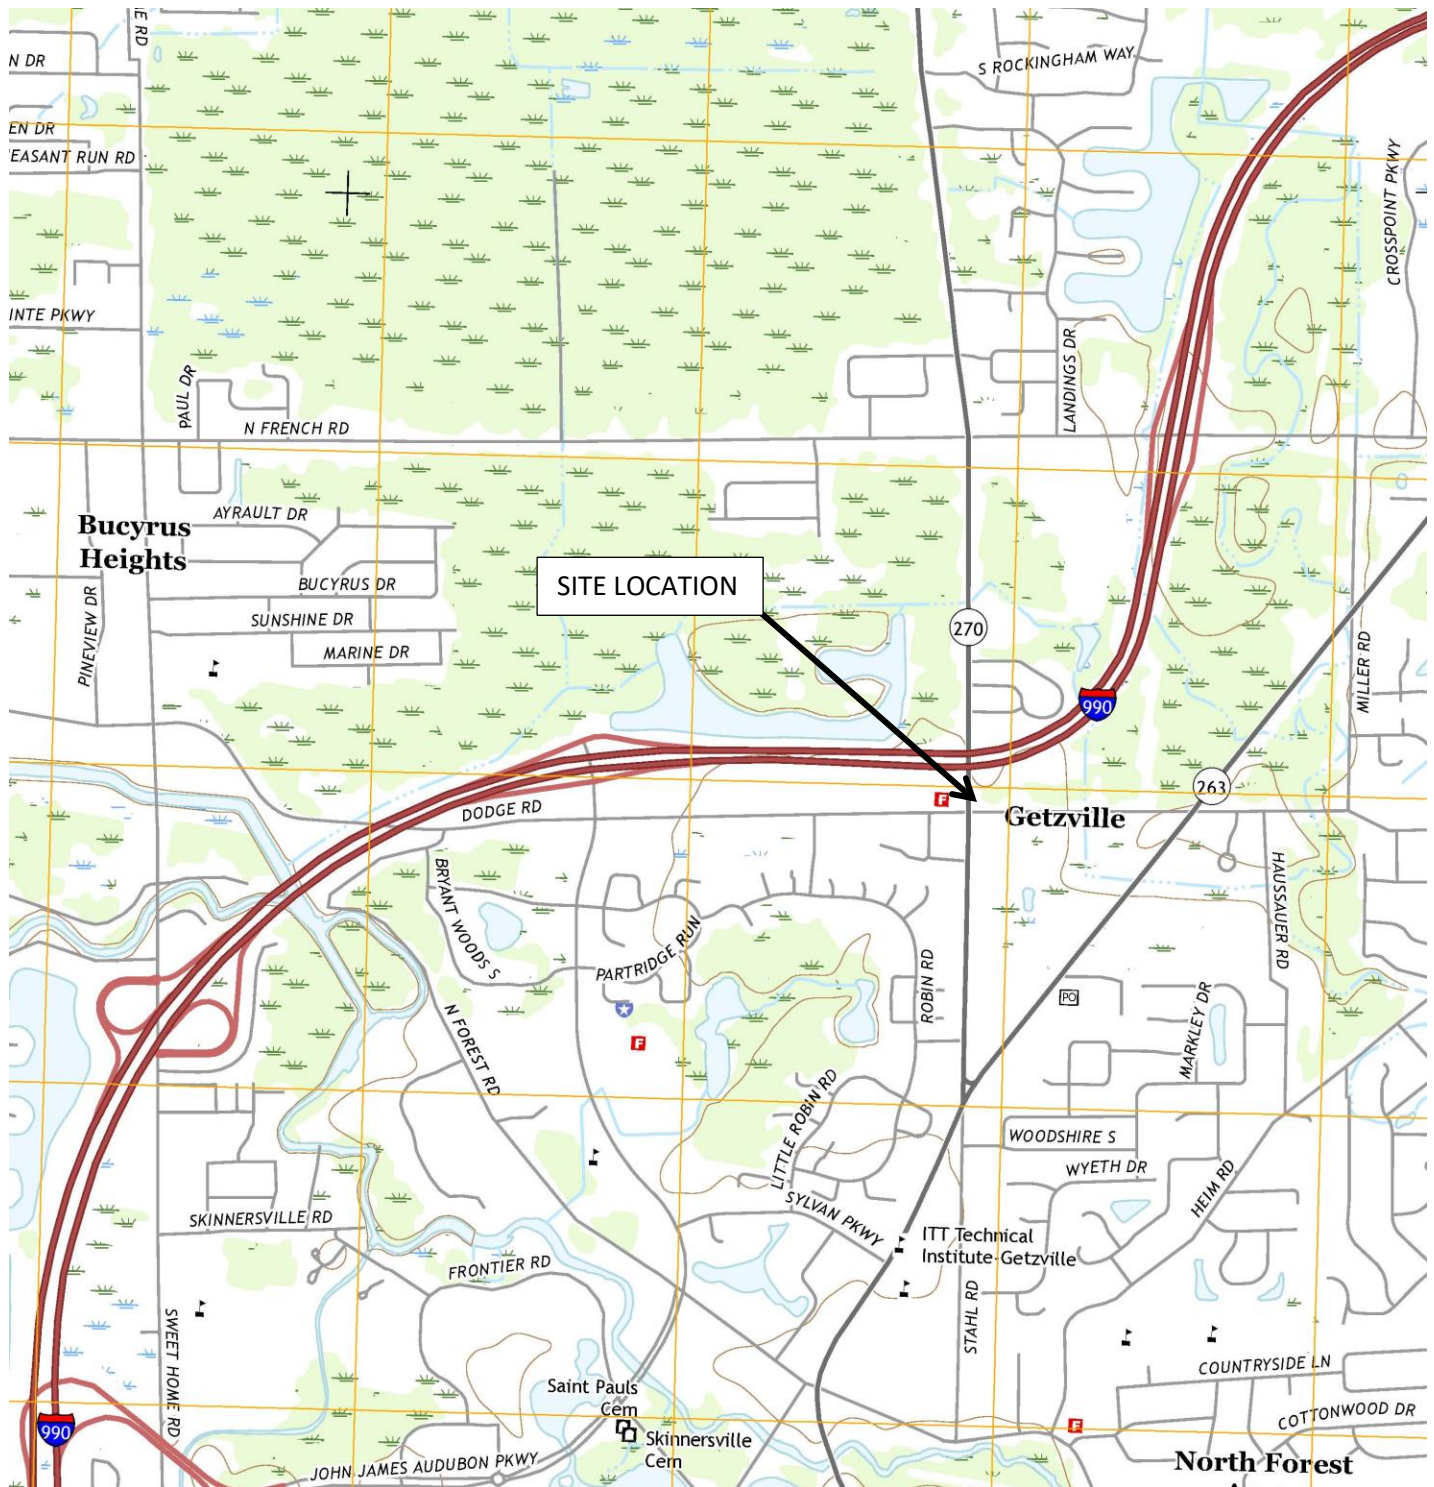 E RD
S ROCKINGHAM WAY
N DR
EN DR
EASANT RUN RD
CROSSPOINT PKWY
INTE PKWY
LANDINGS DR
PAUL DR
N FRENCH RD
AYRAULT DR
Bucyrus
Heights
BUCYRUS DR
SITE LOCATION
PINEVIEW DR
SUNSHINE DR
270
MARINE DR
MILLER RD
990
263
F
DODGE RD
Getzville
BRYANT WOODS S
HAUSSAUER RD
PARTRIDGE RUN
ROBIN RD
PO
MARKLEY DR
F
N FOREST RD
LITTLE ROBIN RD
WOODSHIRE S
WYETH DR
HEIM RD
SYLVAN PKWY
SKINNERSVILLE RD
ITT Technical
Institute-Getzville
FRONTIER RD
STAHL RD
SWEET HOME RD
COUNTRYSIDE LN
Saint Pauls
Cem
COTTONWOOD DR
F
990
Skinnersville
Cem
JOHN JAMES AUDUBON PKWY
North Forest